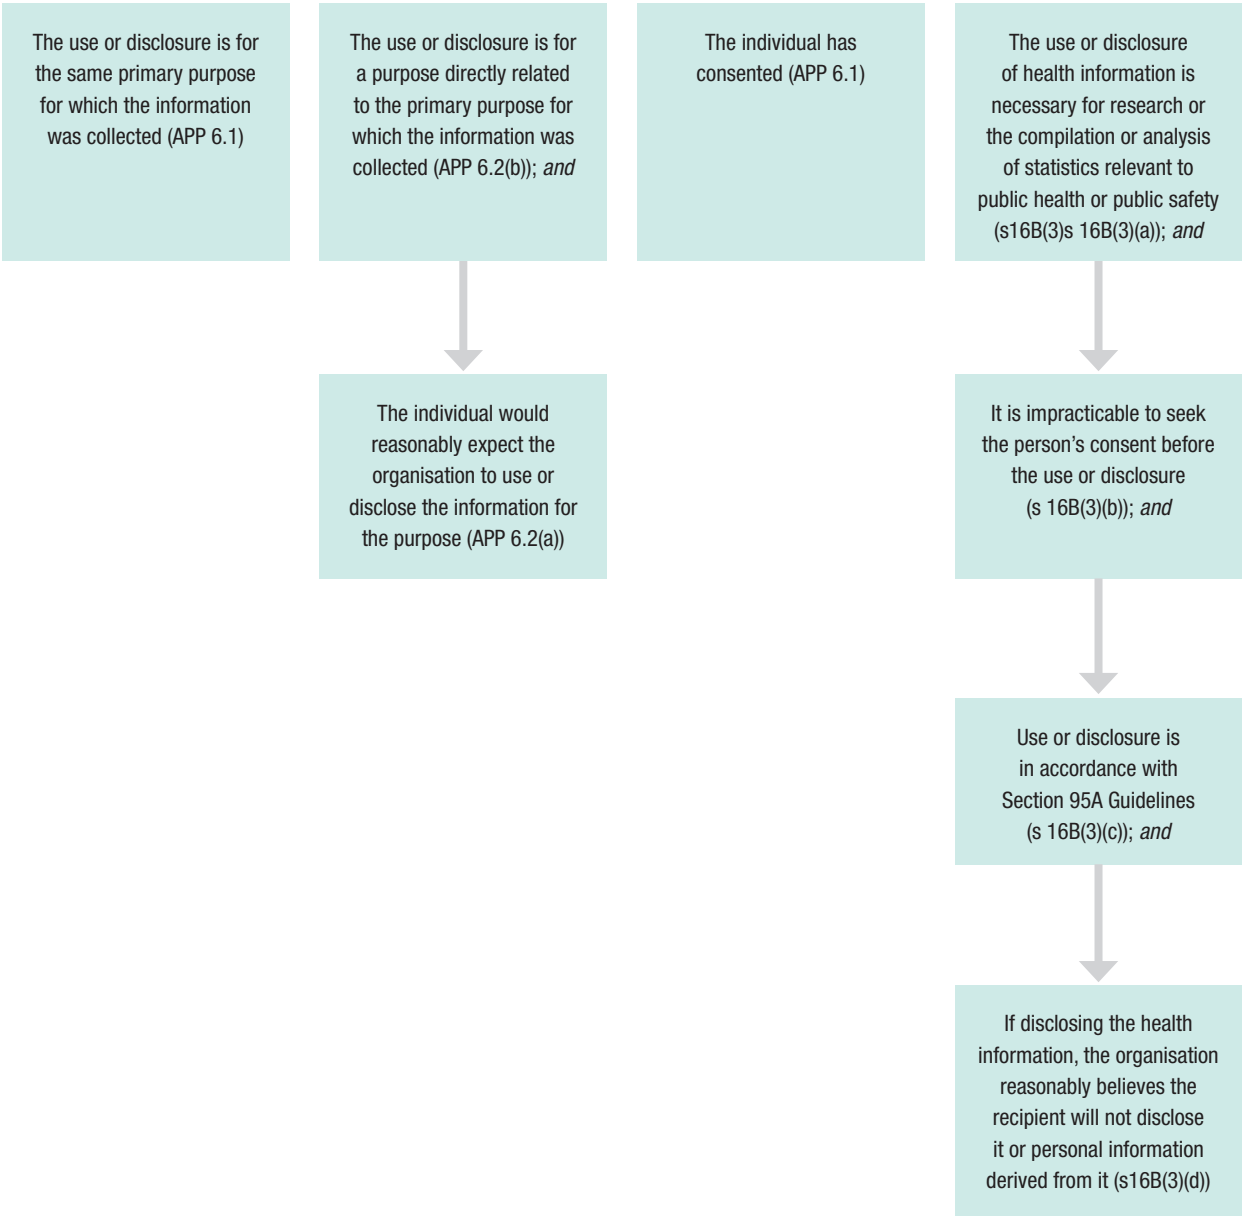 The use or disclosure is for
the same primary purpose
for which the information
was collected (APP 6.1)
The use or disclosure is for
a purpose directly related
to the primary purpose for
which the information was
collected (APP 6.2(b)); and
The individual would
reasonably expect the
organisation to use or
disclose the information for
the purpose (APP 6.2(a))
The individual has
consented (APP 6.1)
The use or disclosure
of health information is
necessary for research or
the compilation or analysis
of statistics relevant to
public health or public safety
(s16B(3)s 16B(3)(a)); and
It is impracticable to seek
the person’s consent before
the use or disclosure
(s 16B(3)(b)); and
Use or disclosure is
in accordance with
Section 95A Guidelines
(s 16B(3)(c)); and
If disclosing the health
information, the organisation
reasonably believes the
recipient will not disclose
it or personal information
derived from it (s16B(3)(d))